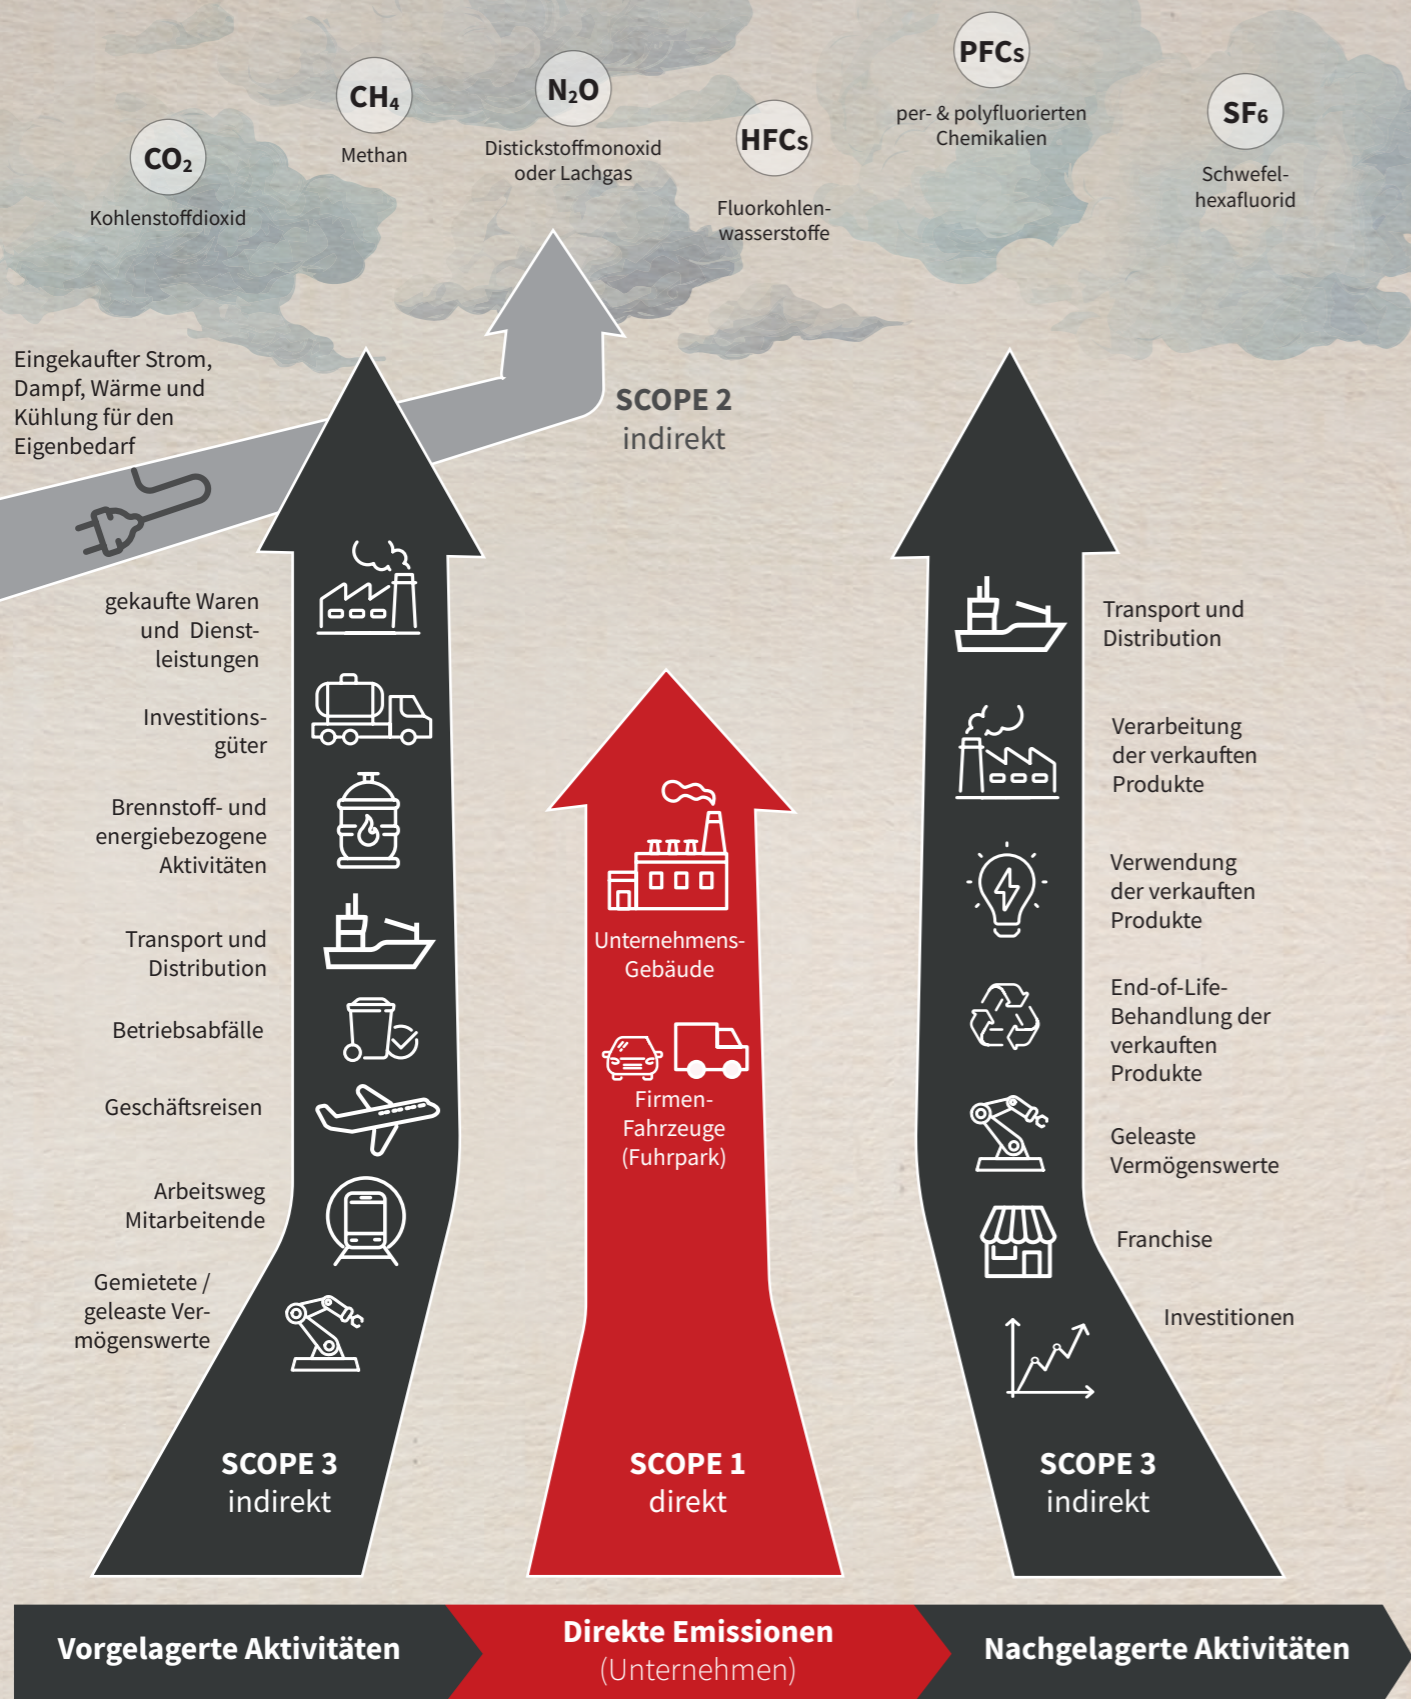 CO₂
Kohlenstoffdioxid
CH₄
Methan
N₂O
Distickstoffmonoxid
oder Lachgas
HFCs
Fluorkohlen-
wasserstoffe
PFCs
per- & polyfluorierten
Chemikalien
SF₆
Schwefel-
hexafluorid
Eingekaufter Strom,
Dampf, Wärme und
Kühlung für den
Eigenbedarf
SCOPE 2
indirekt
gekaufte Waren
und Dienst-
leistungen
Investitions-
güter
Brennstoff- und
energiebezogene
Aktivitäten
Transport und
Distribution
Betriebsabfälle
Geschäftsreisen
Arbeitsweg
Mitarbeitende
Gemietete /
geleaste Ver-
mögenswerte
SCOPE 3
indirekt
Unternehmens-
Gebäude
Firmen-
Fahrzeuge
(Fuhrpark)
SCOPE 1
direkt
Transport und
Distribution
Verarbeitung
der verkauften
Produkte
Verwendung
der verkauften
Produkte
End-of-Life-
Behandlung der
verkauften
Produkte
Geleaste
Vermögenswerte
Franchise
Investitionen
SCOPE 3
indirekt
Vorgelagerte Aktivitäten
Direkte Emissionen
(Unternehmen)
Nachgelagerte Aktivitäten